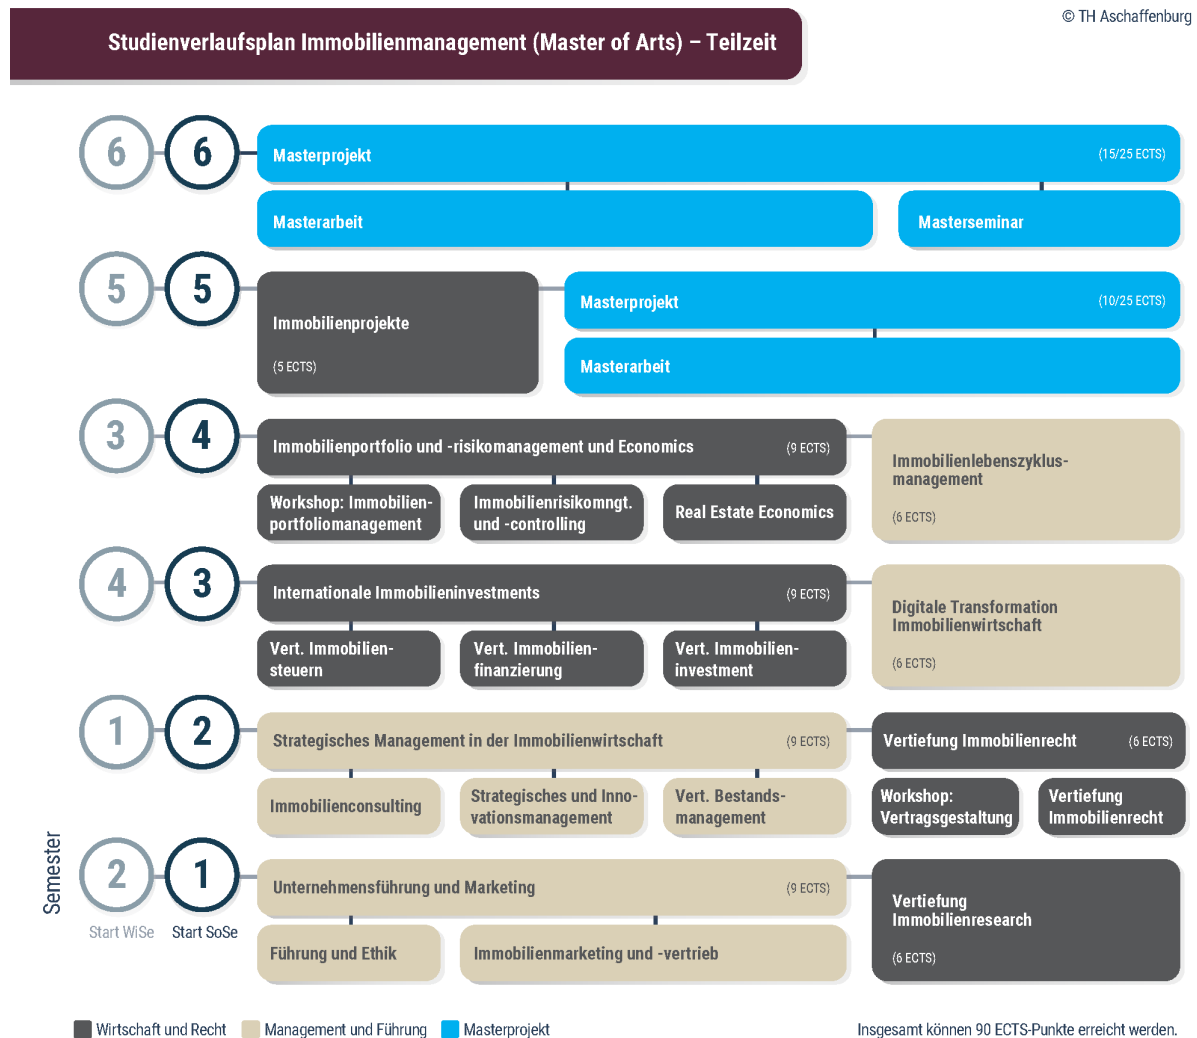 © TH Aschaffenburg
Studienverlaufsplan Immobilienmanagement (Master of Arts) – Teilzeit
6 6
Masterprojekt (15/25 ECTS)
Masterarbeit
Masterseminar
5 5
Immobilienprojekte
(5 ECTS)
Masterprojekt (10/25 ECTS)
Masterarbeit
3 4
Immobilienportfolio und -risikomanagement und Economics (9 ECTS)
Workshop: Immobilien-
portfoliomanagement
Immobilienrisikomngt.
und -controlling
Real Estate Economics
Immobilienlebenszyklus-
management
(6 ECTS)
4 3
Internationale Immobilieninvestments (9 ECTS)
Vert. Immobilien-
steuern
Vert. Immobilien-
finanzierung
Vert. Immobilien-
investment
Digitale Transformation
Immobilienwirtschaft
(6 ECTS)
1 2
Strategisches Management in der Immobilienwirtschaft (9 ECTS)
Immobilienconsulting
Strategisches und Inno-
vationsmanagement
Vert. Bestands-
management
Vertiefung Immobilienrecht (6 ECTS)
Workshop:
Vertragsgestaltung
Vertiefung
Immobilienrecht
Semester
2 1
Start WiSe Start SoSe
Unternehmensführung und Marketing (9 ECTS)
Führung und Ethik
Immobilienmarketing und -vertrieb
Vertiefung
Immobilienresearch
(6 ECTS)
Wirtschaft und Recht Management und Führung Masterprojekt
Insgesamt können 90 ECTS-Punkte erreicht werden.